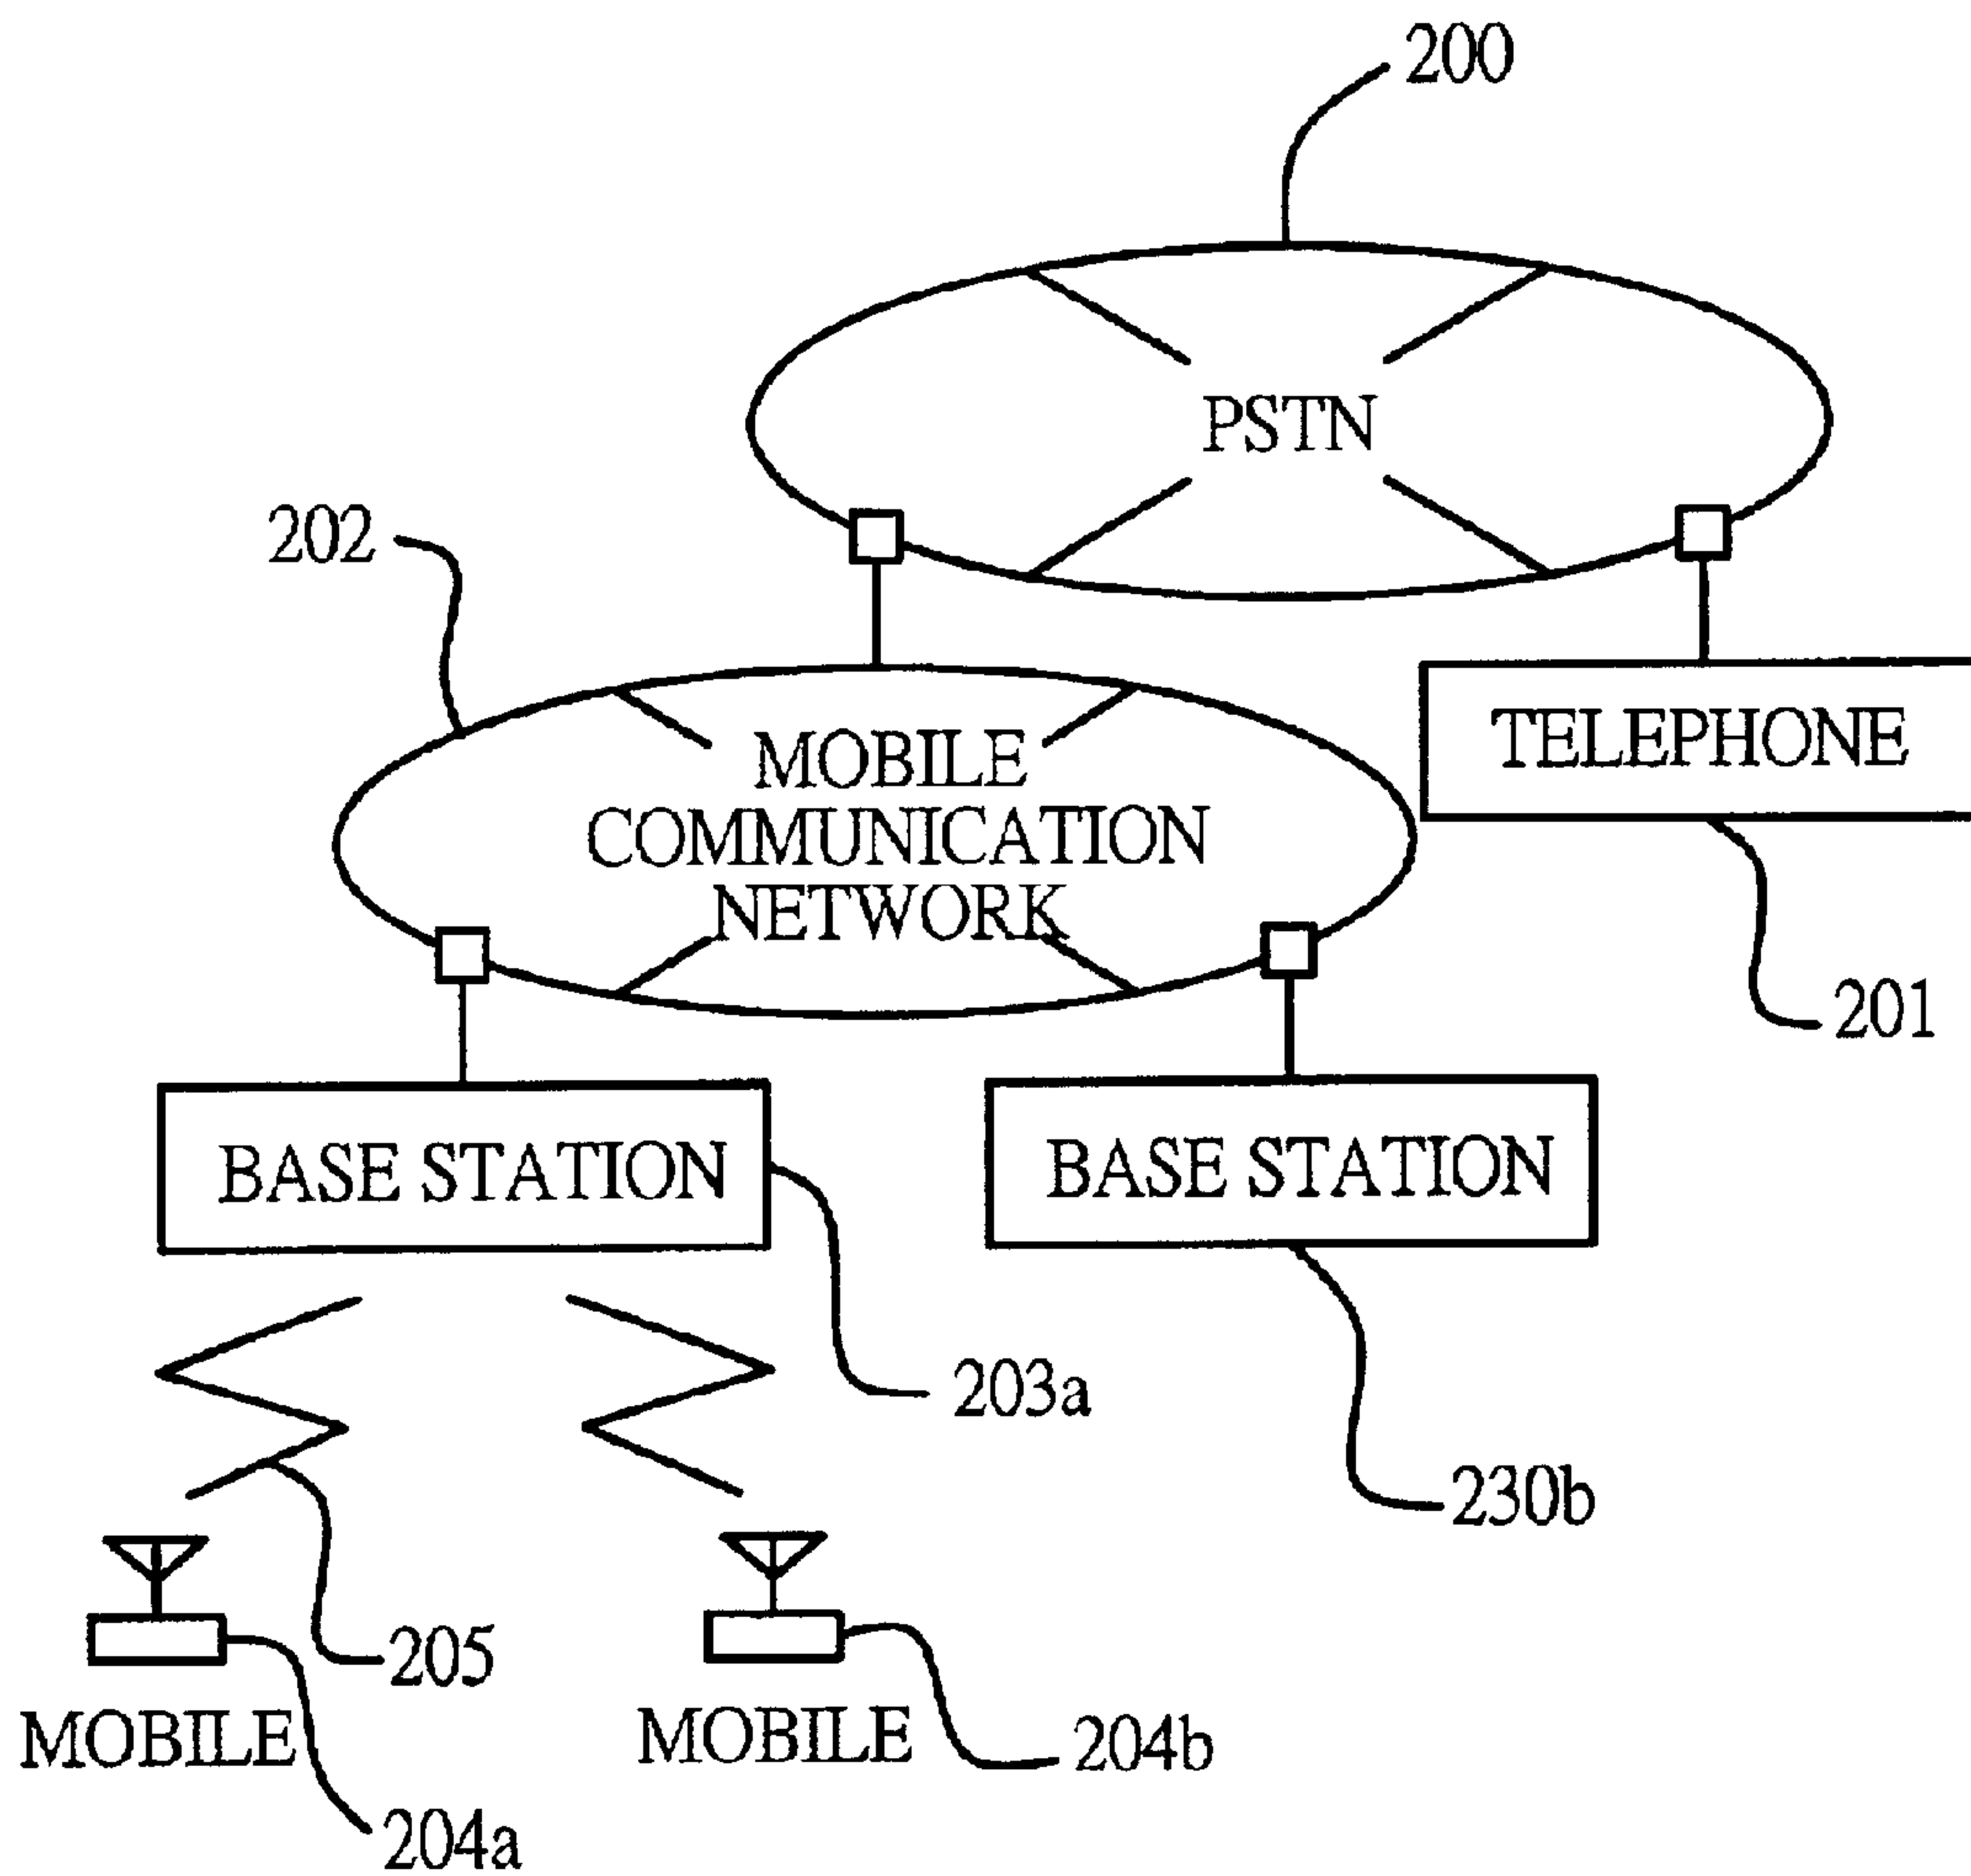 200
PSTN
202
MOBILE
COMMUNICATION
NETWORK
TELEPHONE
201
BASE STATION
BASE STATION
203a
230b
205
MOBILE
MOBILE
204b
204a